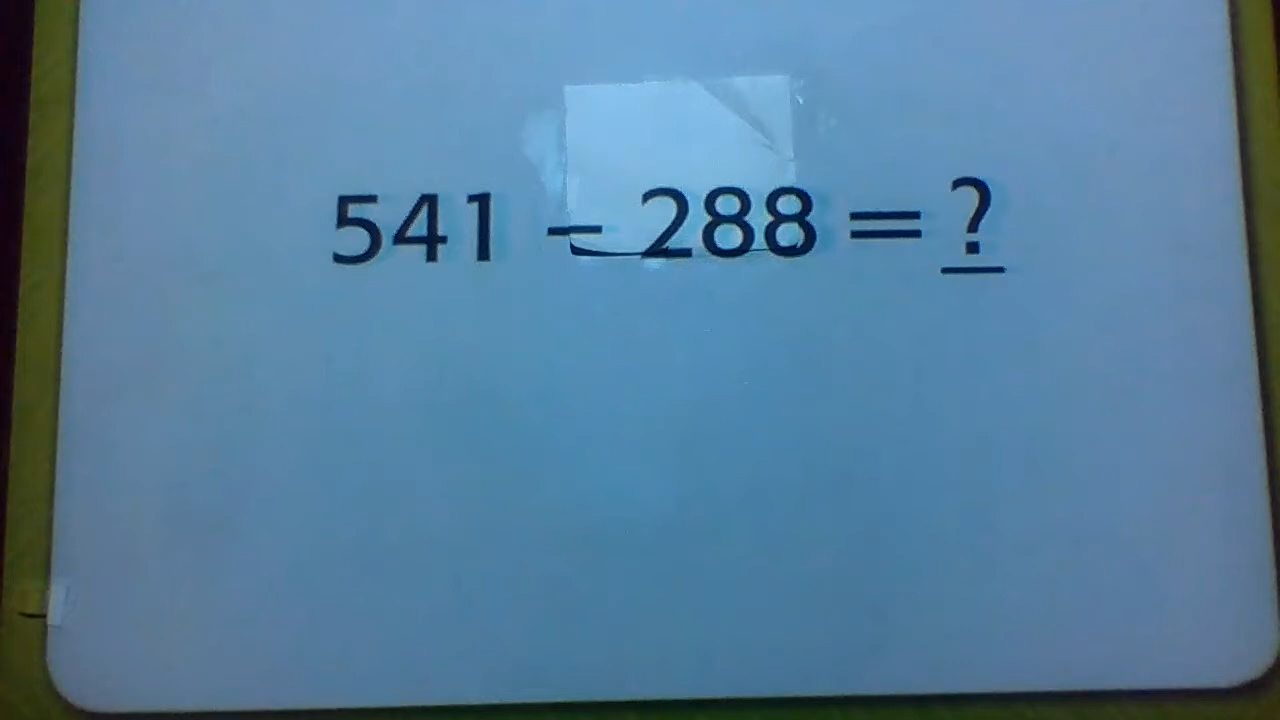 541 – 288 = ?